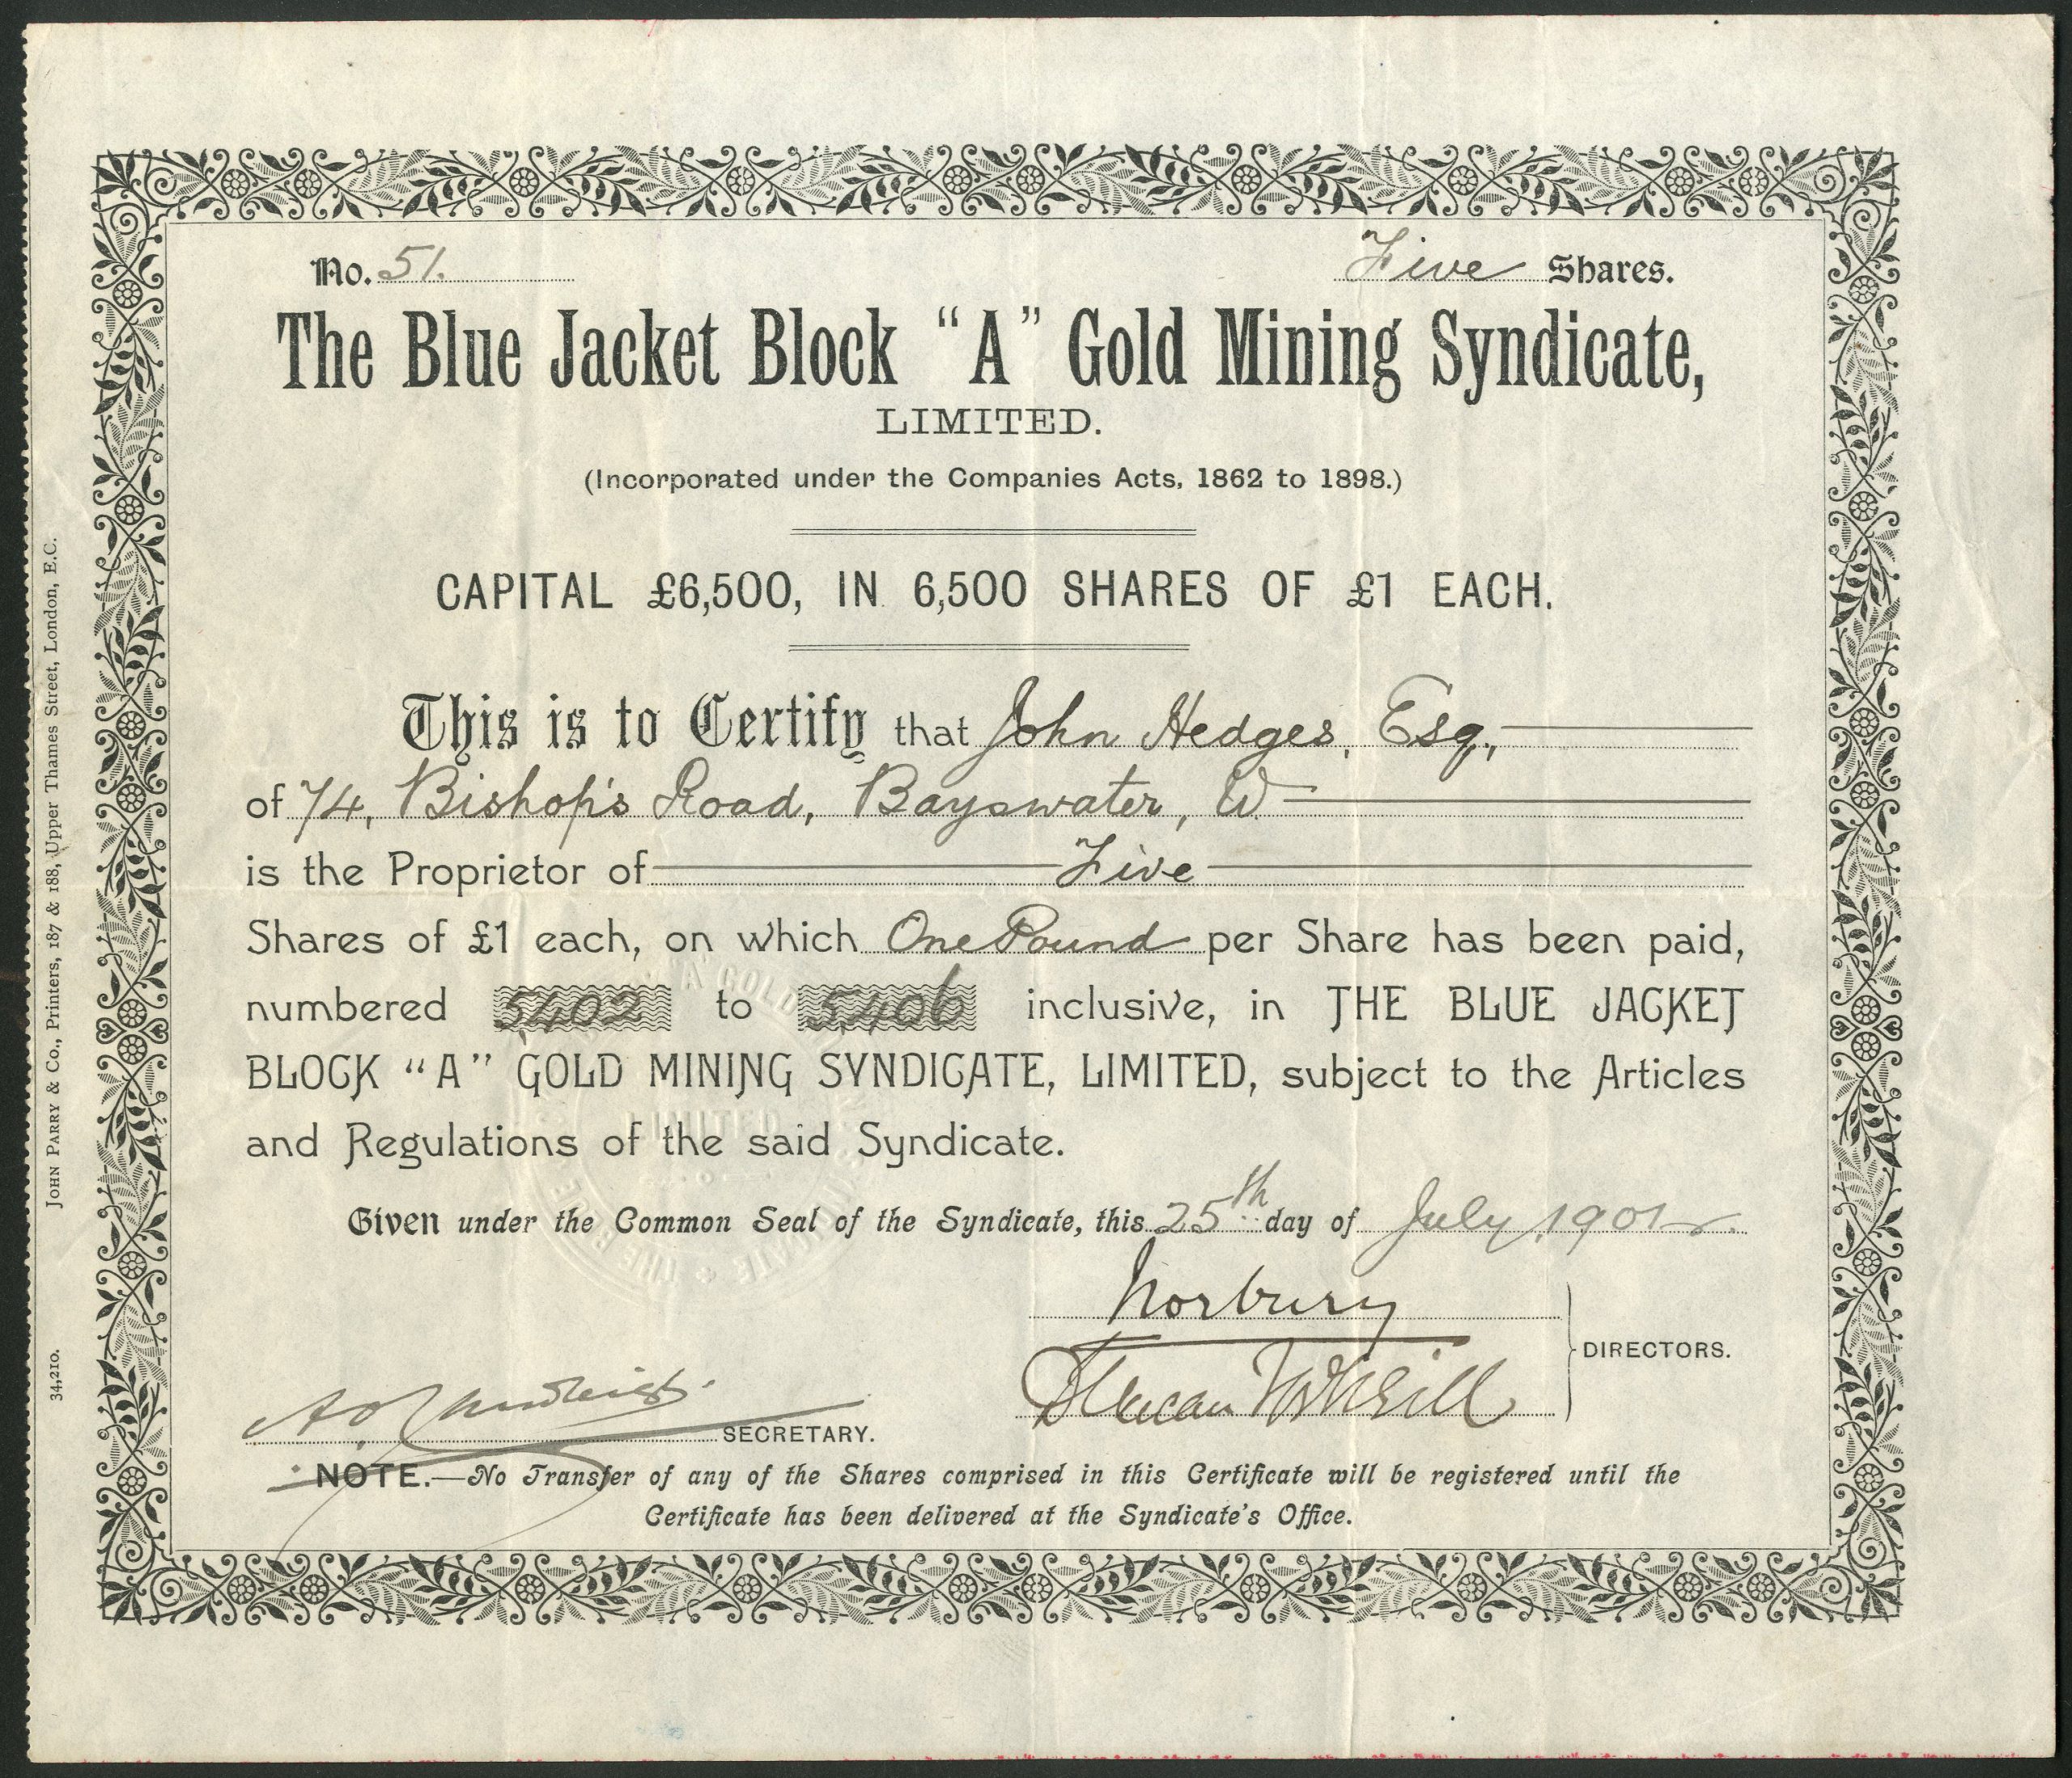 No. 51. Five Shares.
The Blue Jacket Block "A" Gold Mining Syndicate,
LIMITED.
(Incorporated under the Companies Acts, 1862 to 1898.)
CAPITAL £6,500, IN 6,500 SHARES OF £1 EACH.
This is to Certify that John Hedges, Esq.,
of 74, Bishop's Road, Bayswater, W
is the Proprietor of Five
Shares of £1 each, on which One Pound per Share has been paid,
numbered 5402 to 5406 inclusive, in THE BLUE JACKET
BLOCK "A" GOLD MINING SYNDICATE, LIMITED, subject to the Articles
and Regulations of the said Syndicate.
Given under the Common Seal of the Syndicate, this 25th day of July, 1901.
Norbury
DIRECTORS.
SECRETARY.
NOTE.—No Transfer of any of the Shares comprised in this Certificate will be registered until the
Certificate has been delivered at the Syndicate's Office.
JOHN PARRY & Co., Printers, 187 & 188, Upper Thames Street, London, E.C.
34,210.
"A" GOLD
LIMITED